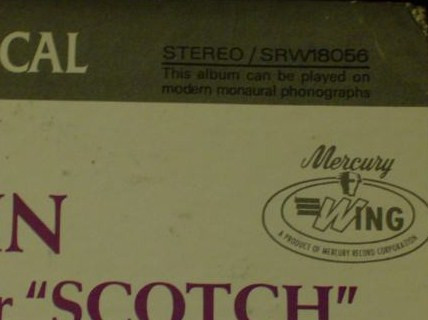 CAL
STEREO / SRW18056
This album can be played on
modern monaural phonographs
Mercury
WING
A PRODUCT OF MERCURY RECORD CORPORATION
IN
r "SCOTCH"